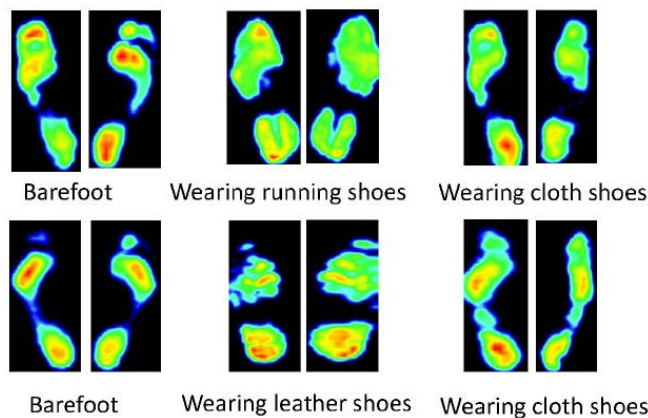 Barefoot
Wearing running shoes
Wearing cloth shoes
Barefoot
Wearing leather shoes
Wearing cloth shoes